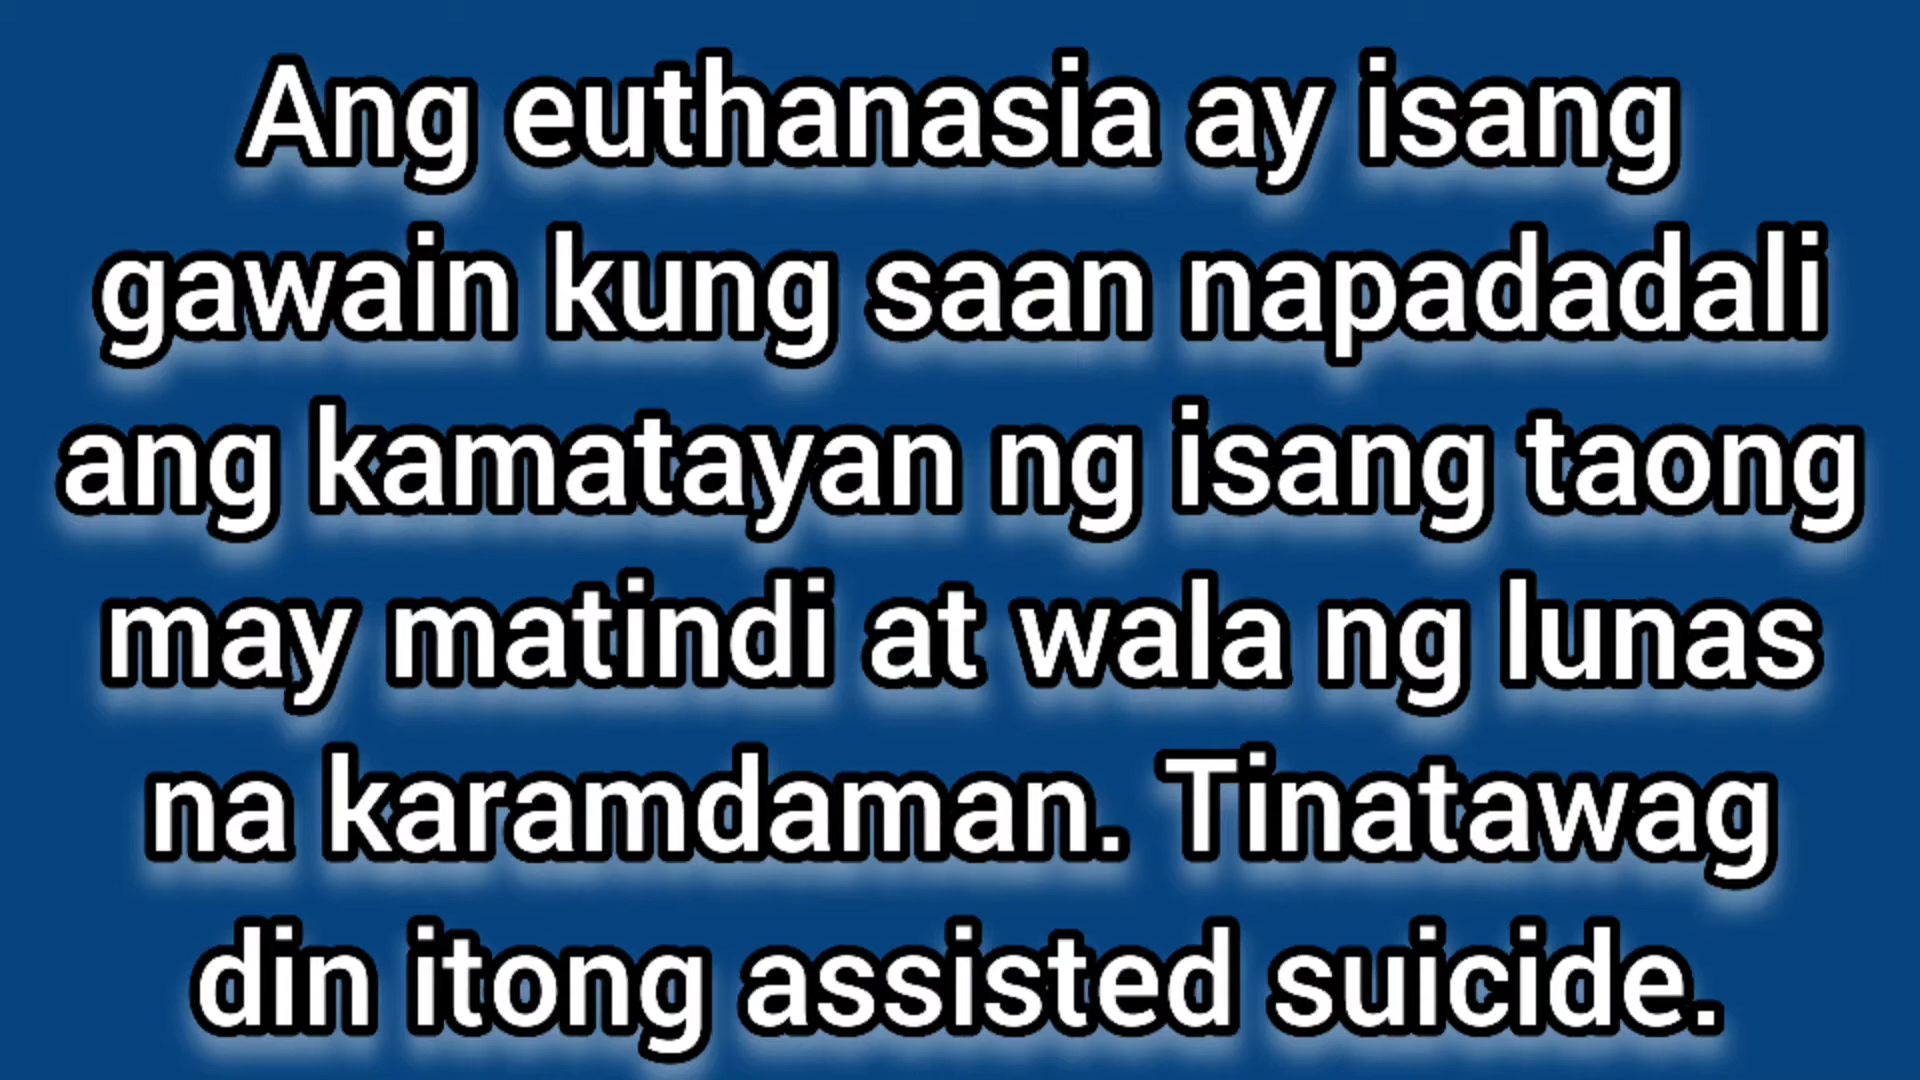 Ang euthanasia ay isang
gawain kung saan napadadali
ang kamatayan ng isang taong
may matindi at wala ng lunas
na karamdaman. Tinatawag
din itong assisted suicide.